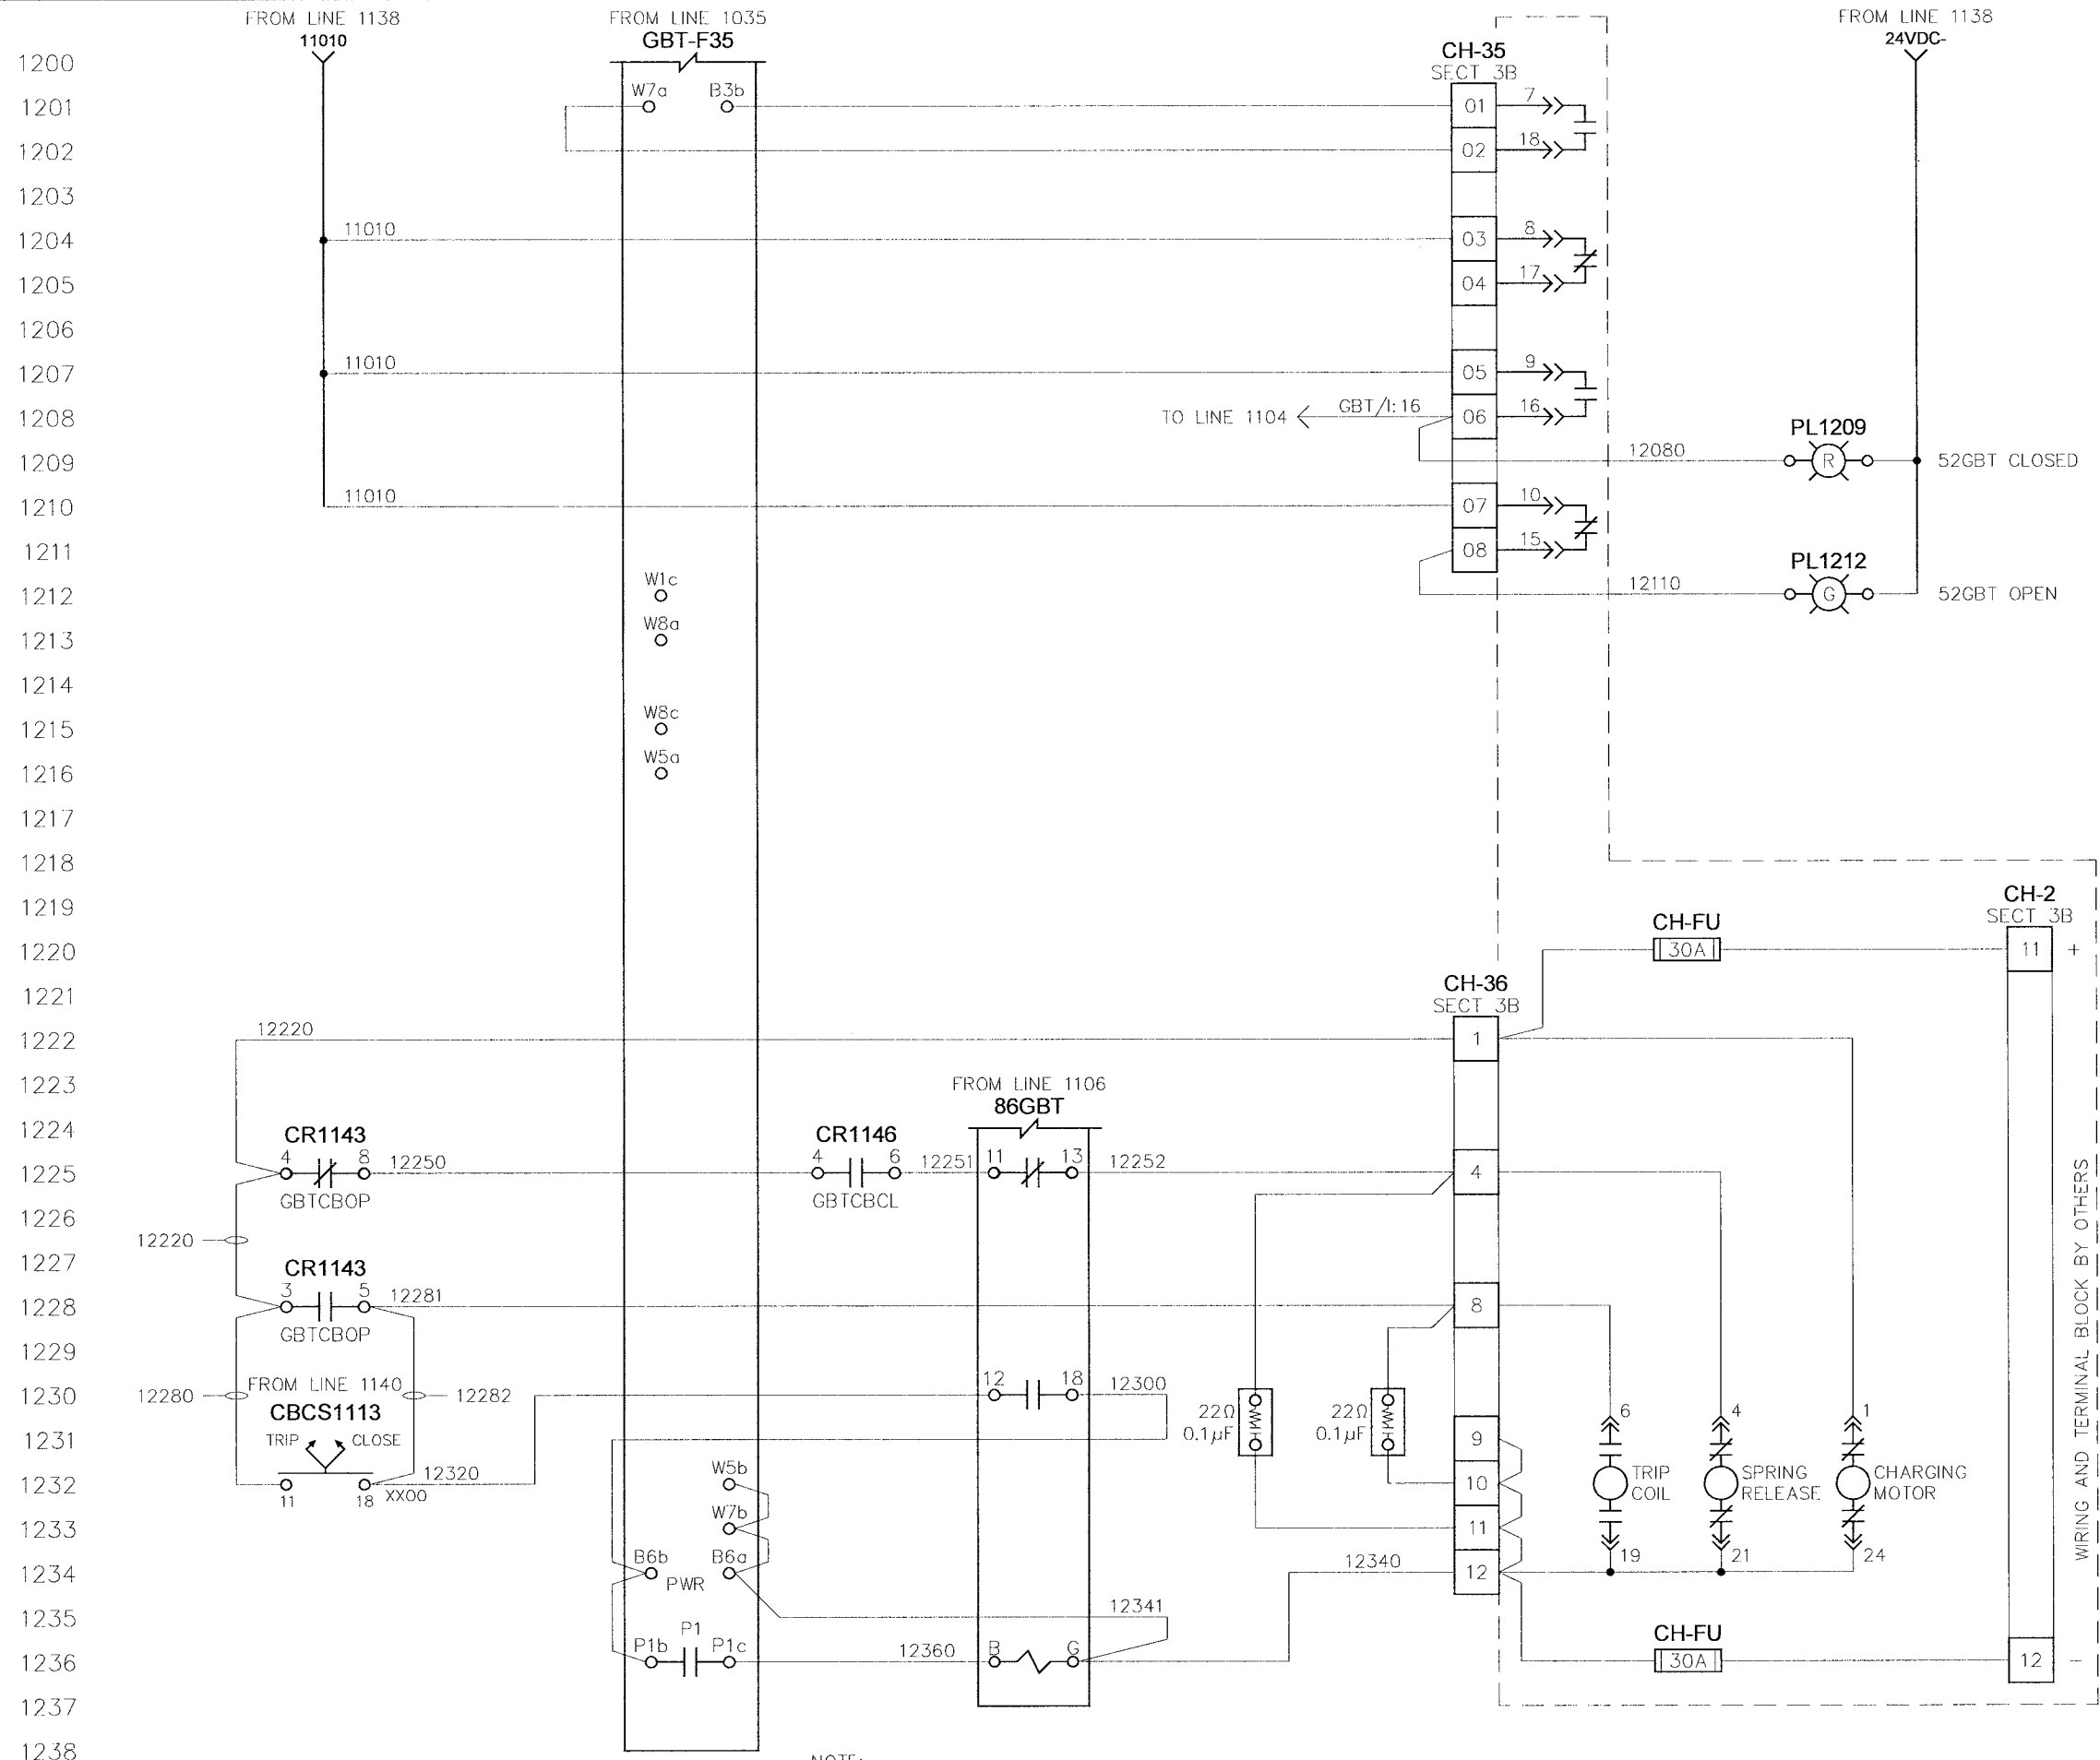 FROM LINE 1138
11010
FROM LINE 1035
GBT-F35
CH-35
SECT 3B
FROM LINE 1138
24VDC-
1200
1201 W7a B3b 01 7
1202 02 18
1203
1204 11010 03 8
1205 04 17
1206
1207 11010 05 9
1208 TO LINE 1104 GBT/I:16 06 16
PL1209
1209 12080 R 52GBT CLOSED
1210 11010 07 10
1211 08 15
PL1212
1212 W1c 12110 G 52GBT OPEN
1213 W8a
1214
1215 W8c
1216 W5a
1217
1218
1219
CH-2
SECT 3B
CH-FU
1220 30A 11 +
1221
CH-36
SECT 3B
1222 12220 1
1223
FROM LINE 1106
86GBT
1224
CR1143 CR1146
1225 4 8 12250 4 6 12251 11 13 12252 4
GBTCBOP GBTCBCL
1226
12220
1227
CR1143
1228 3 5 12281 8
GBTCBOP
1229
1230 12280 FROM LINE 1140 12282 12 18 12300
CBCS1113
22Ω
0.1µF
22Ω
0.1µF
6 4 1
1231 TRIP CLOSE 9
1232 11 18 XX00 12320 W5b 10
TRIP
COIL
SPRING
RELEASE
CHARGING
MOTOR
1233 W7b 11
1234 B6b PWR B6a 12340 12 19 21 24
1235 12341
CH-FU
1236 P1b P1 P1c 12360 B G 30A 12 -
1237
1238
WIRING AND TERMINAL BLOCK BY OTHERS
NOTE: